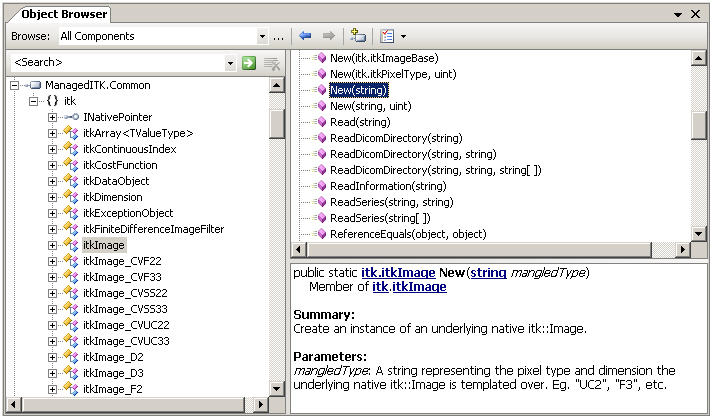 Object Browser
Browse: All Components ...
<Search>
ManagedITK.Common
{} itk
INativePointer
itkArray<TValueType>
itkContinuousIndex
itkCostFunction
itkDataObject
itkDimension
itkExceptionObject
itkFiniteDifferenceImageFilter
itkImage
itkImage_CVF22
itkImage_CVF33
itkImage_CVSS22
itkImage_CVSS33
itkImage_CVUC22
itkImage_CVUC33
itkImage_D2
itkImage_D3
itkImage_F2
New(itk.itkImageBase)
New(itk.itkPixelType, uint)
New(string)
New(string, uint)
Read(string)
ReadDicomDirectory(string)
ReadDicomDirectory(string, string)
ReadDicomDirectory(string, string, string[ ])
ReadInformation(string)
ReadSeries(string, string)
ReadSeries(string[ ])
ReferenceEquals(object, object)
public static itk.itkImage New(string mangledType)
Member of itk.itkImage
Summary:
Create an instance of an underlying native itk::Image.
Parameters:
mangledType: A string representing the pixel type and dimension the
underlying native itk::Image is templated over. Eg. "UC2", "F3", etc.